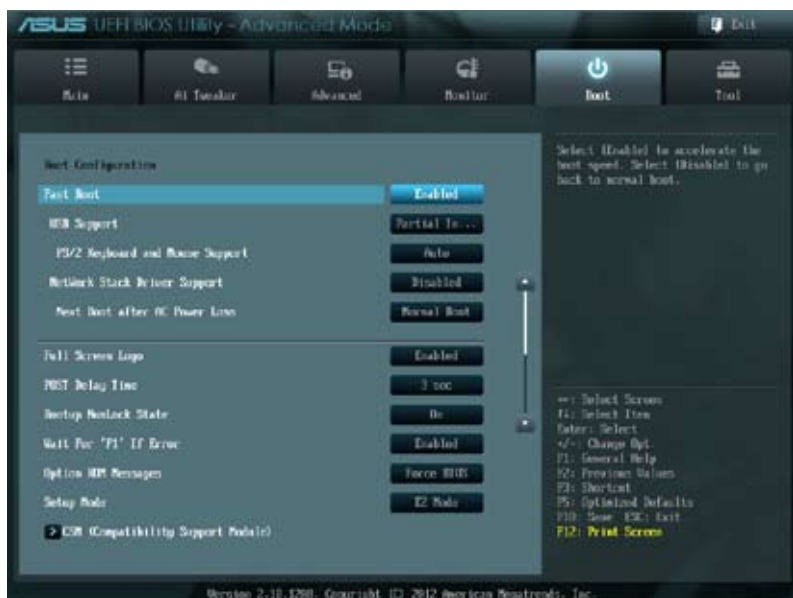 ASUS UEFI BIOS Utility - Advanced Mode
Exit
Main
Ai Tweaker
Advanced
Monitor
Boot
Tool
Boot Configuration
Fast Boot Enabled
USB Support Partial In...
PS/2 Keyboard and Mouse Support Auto
Network Stack Driver Support Disabled
Next Boot after AC Power Loss Normal Boot
Full Screen Logo Enabled
POST Delay Time 3 sec
Bootup NumLock State On
Wait For 'F1' If Error Enabled
Option ROM Messages Force BIOS
Setup Mode EZ Mode
> CSM (Compatibility Support Module)
Select [Enable] to accelerate the
boot speed. Select [Disable] to go
back to normal boot.
→←: Select Screen
↑↓: Select Item
Enter: Select
+/-: Change Opt.
F1: General Help
F2: Previous Values
F3: Shortcut
F5: Optimized Defaults
F10: Save ESC: Exit
F12: Print Screen
Version 2.10.1208. Copyright (C) 2012 American Megatrends, Inc.